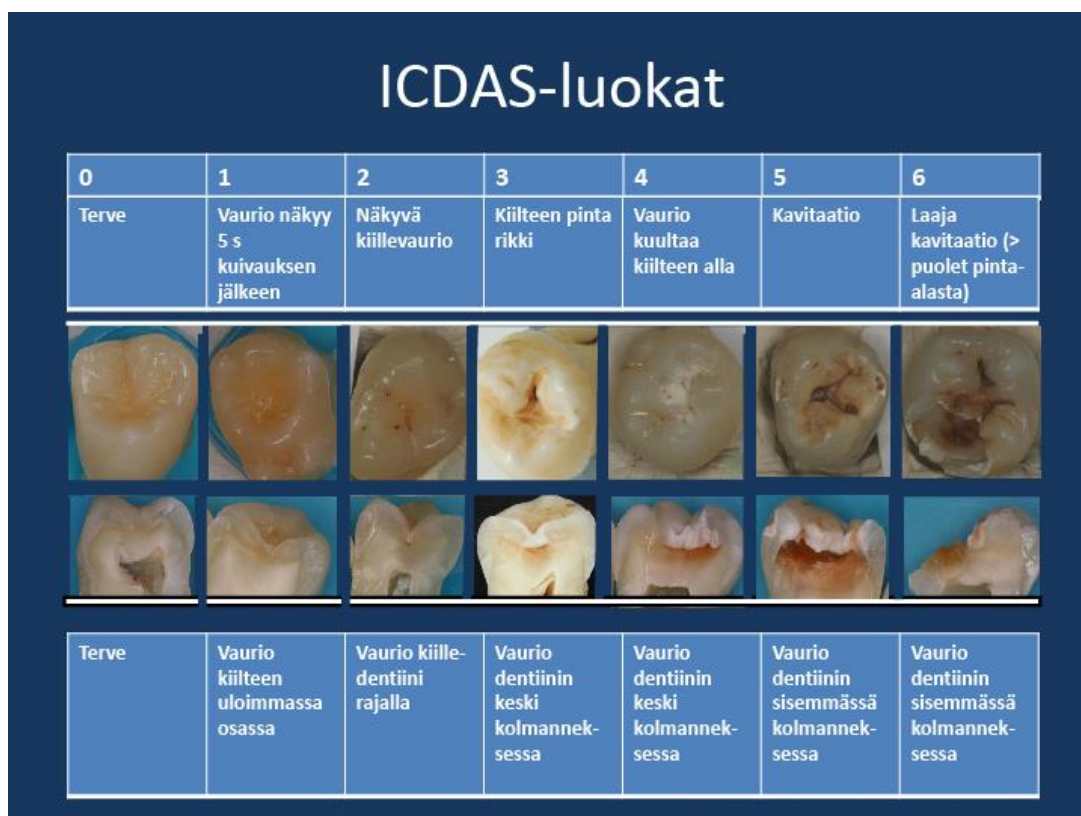 ICDAS-luokat
0 1 2 3 4 5 6
Terve
Vaurio näkyy
5 s
kuivauksen
jälkeen
Näkyvä
kiillevaurio
Kiilteen pinta
rikki
Vaurio
kuultaa
kiilteen alla
Kavitaatio
Laaja
kavitaatio (>
puolet pinta-
alasta)
Terve
Vaurio
kiilteen
uloimmassa
osassa
Vaurio kiille-
dentiini
rajalla
Vaurio
dentiinin
keski
kolmannek-
sessa
Vaurio
dentiinin
keski
kolmannek-
sessa
Vaurio
dentiinin
sisemmässä
kolmannek-
sessa
Vaurio
dentiinin
sisemmässä
kolmannek-
sessa